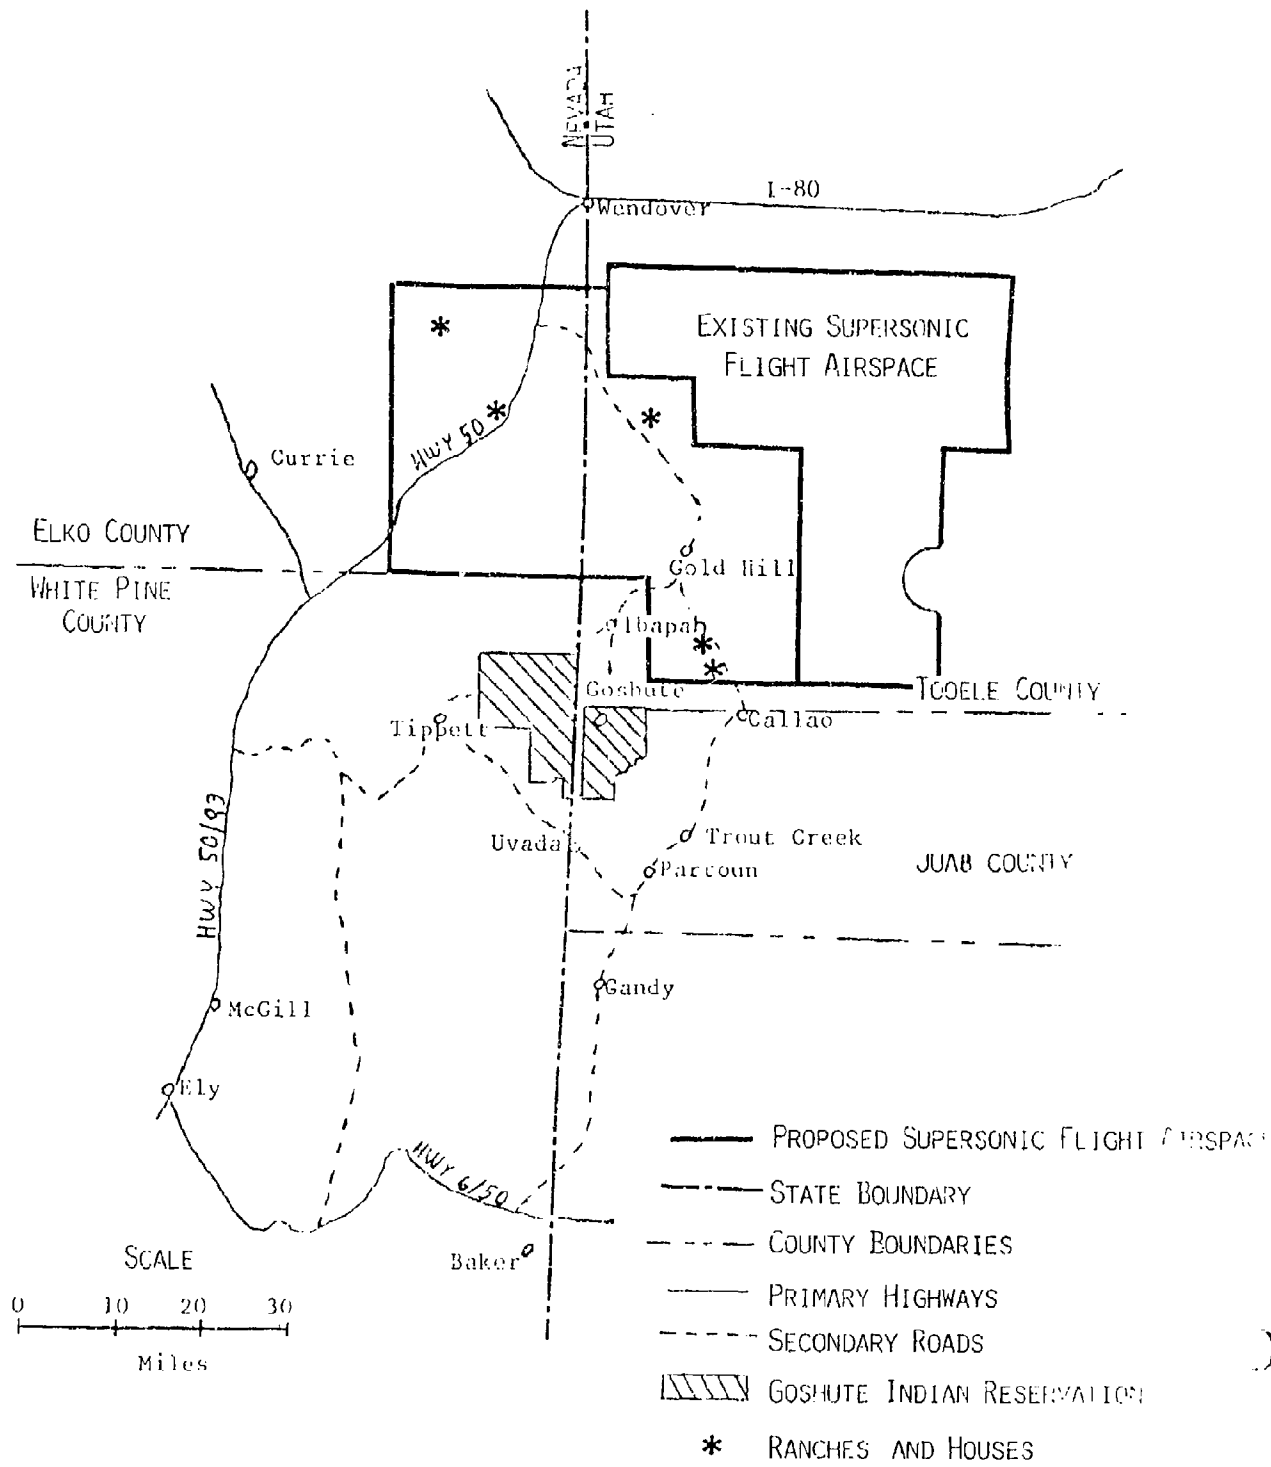 NEVADA
UTAH
I-80
Wendover
EXISTING SUPERSONIC
FLIGHT AIRSPACE
HWY 50
Currie
ELKO COUNTY
WHITE PINE
COUNTY
Gold Hill
Ibapah
Goshute
TOOELE COUNTY
Tippett
Callao
HWY 50/93
Uvada
Trout Creek
Partoun
JUAB COUNTY
Gandy
McGill
Ely
HWY 6/50
Baker
SCALE
0 10 20 30
Miles
PROPOSED SUPERSONIC FLIGHT AIRSPAC
STATE BOUNDARY
COUNTY BOUNDARIES
PRIMARY HIGHWAYS
SECONDARY ROADS
GOSHUTE INDIAN RESERVATION
* RANCHES AND HOUSES